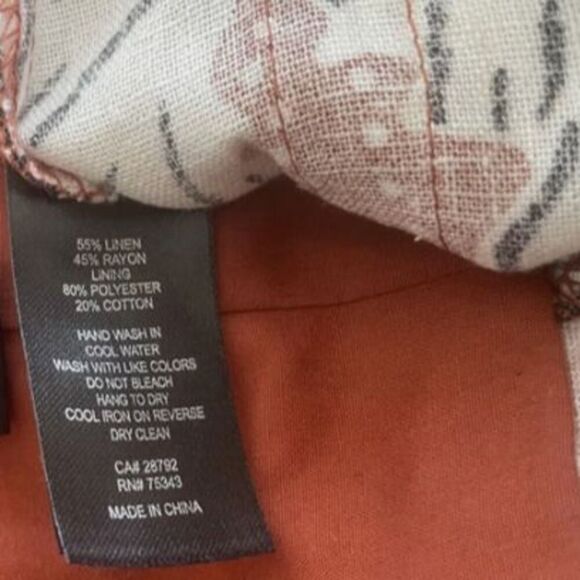 55% LINEN
45% RAYON
LINING
80% POLYESTER
20% COTTON
HAND WASH IN
COOL WATER
WASH WITH LIKE COLORS
DO NOT BLEACH
HANG TO DRY
COOL IRON ON REVERSE
DRY CLEAN
CA# 28792
RN# 75343
MADE IN CHINA